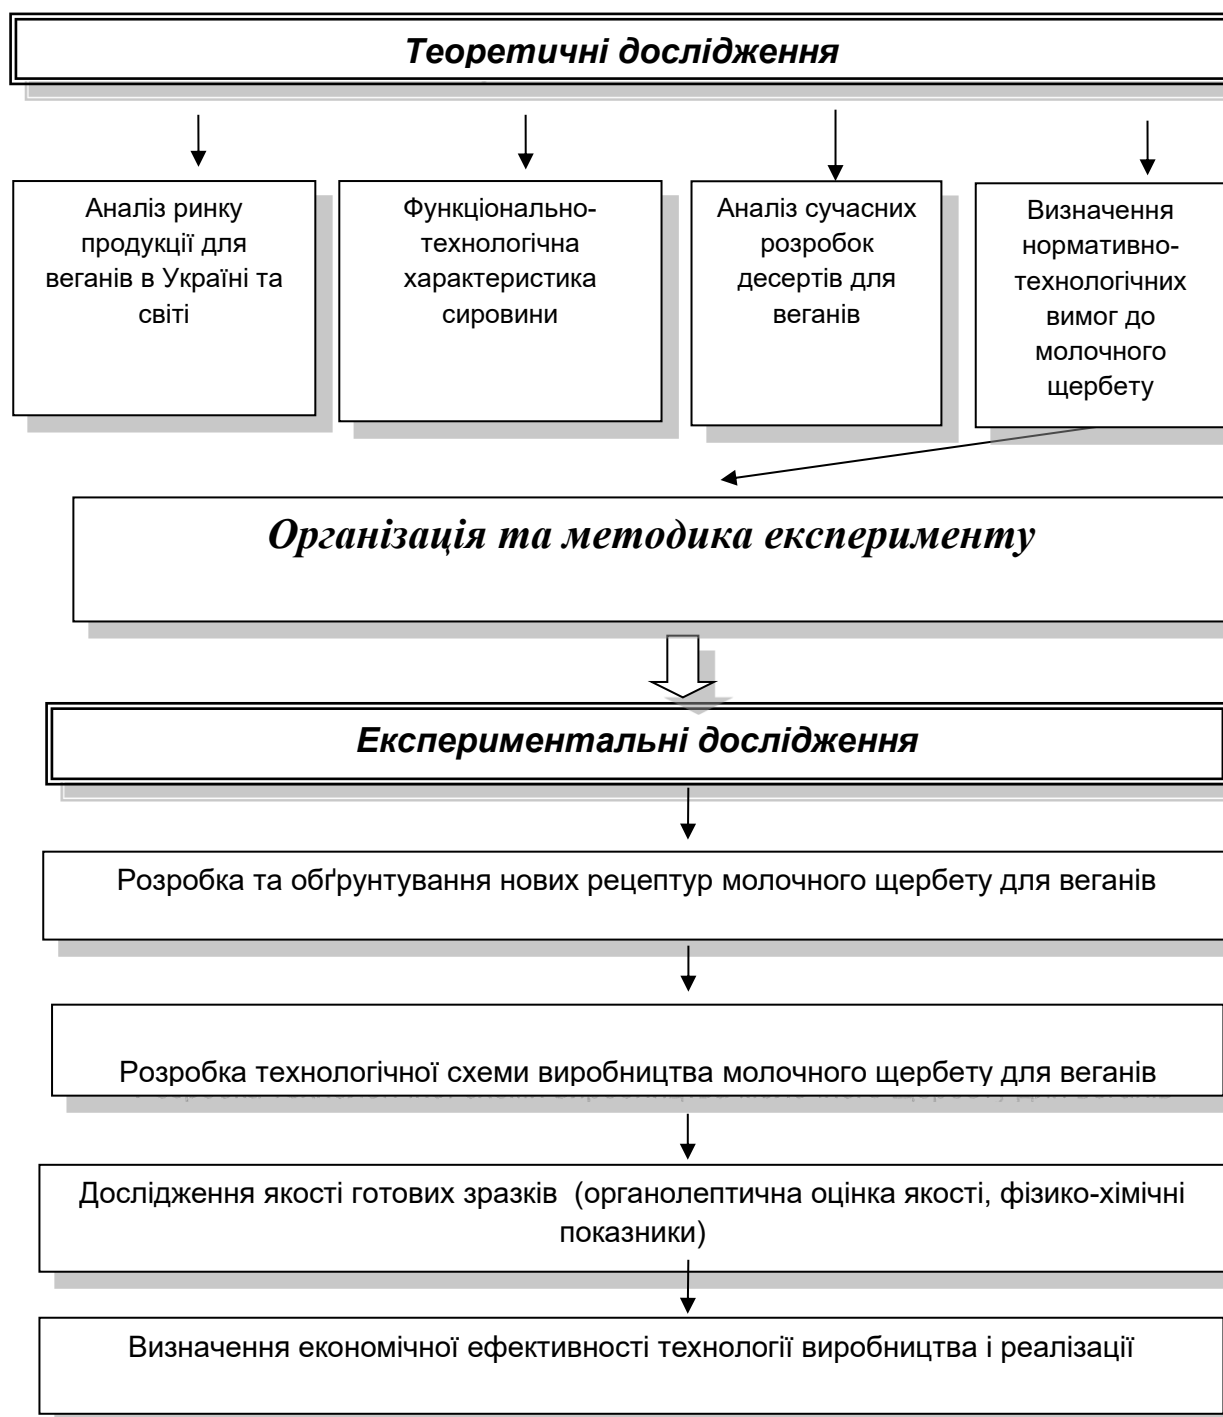 Теоретичні дослідження
Аналіз ринку
продукції для
веганів в Україні та
світі
Функціонально-
технологічна
характеристика
сировини
Аналіз сучасних
розробок
десертів для
веганів
Визначення
нормативно-
технологічних
вимог до
молочного
щербету
Організація та методика експерименту
Експериментальні дослідження
Розробка та обґрунтування нових рецептур молочного щербету для веганів
Розробка технологічної схеми виробництва молочного щербету для веганів
Дослідження якості готових зразків (органолептична оцінка якості, фізико-хімічні
показники)
Визначення економічної ефективності технології виробництва і реалізації